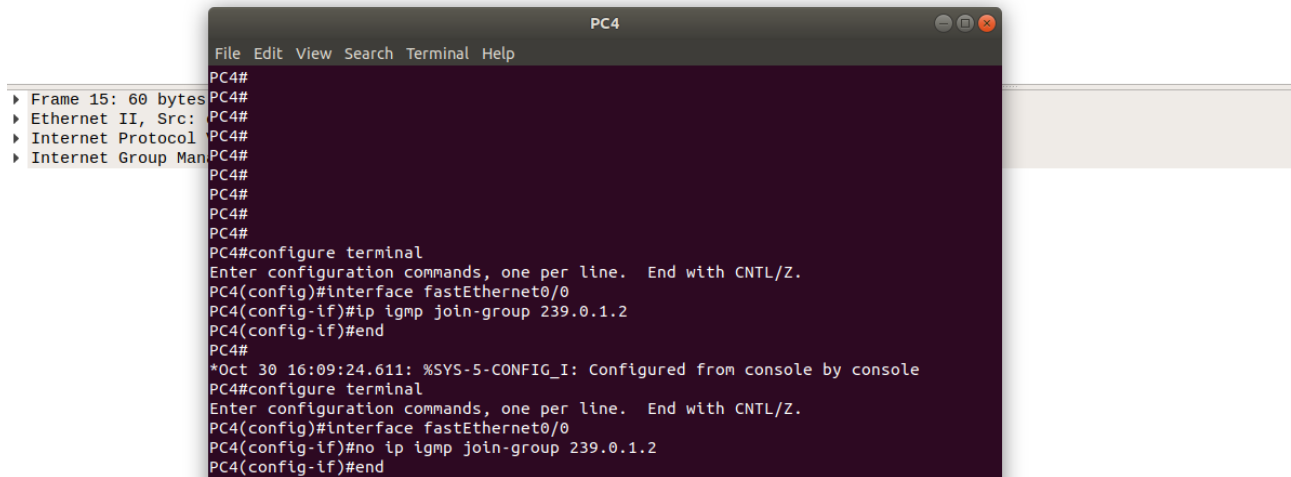 PC4
File Edit View Search Terminal Help
PC4#
PC4#
PC4#
PC4#
PC4#
PC4#
PC4#
PC4#
PC4#
PC4#configure terminal
Enter configuration commands, one per line.  End with CNTL/Z.
PC4(config)#interface fastEthernet0/0
PC4(config-if)#ip igmp join-group 239.0.1.2
PC4(config-if)#end
PC4#
*Oct 30 16:09:24.611: %SYS-5-CONFIG_I: Configured from console by console
PC4#configure terminal
Enter configuration commands, one per line.  End with CNTL/Z.
PC4(config)#interface fastEthernet0/0
PC4(config-if)#no ip igmp join-group 239.0.1.2
PC4(config-if)#end
Frame 15: 60 bytes
Ethernet II, Src:
Internet Protocol
Internet Group